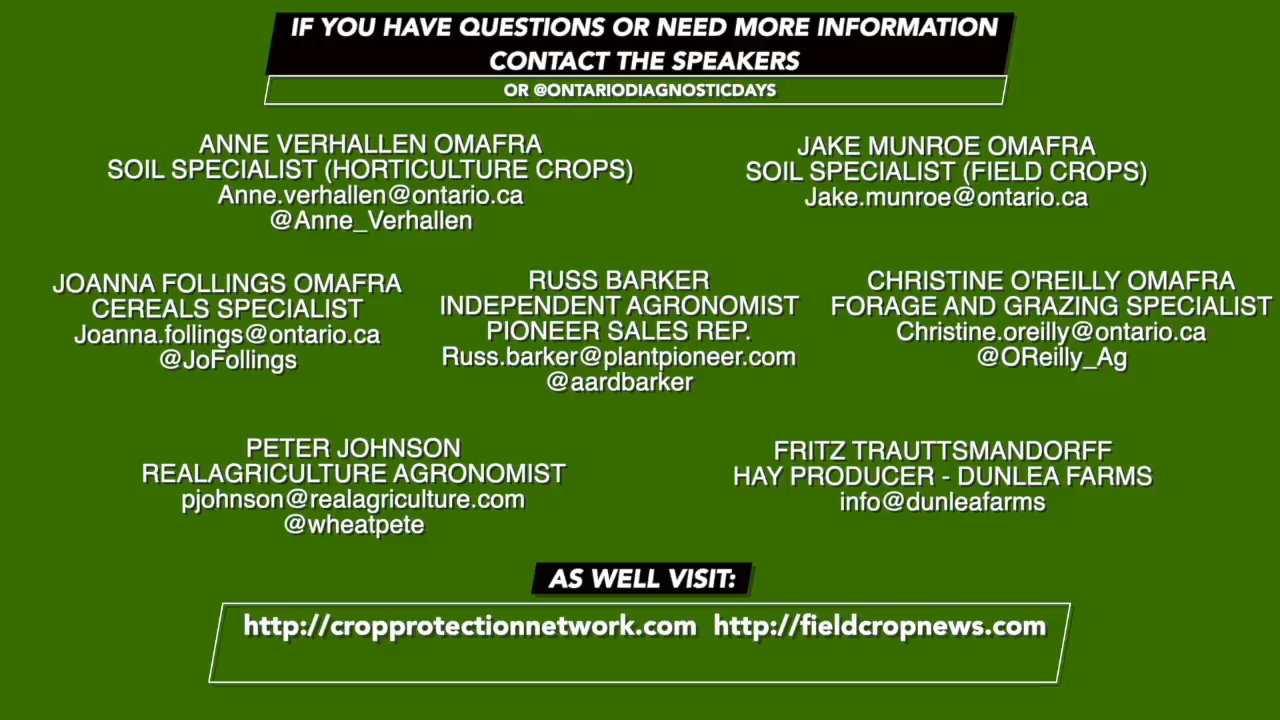 IF YOU HAVE QUESTIONS OR NEED MORE INFORMATION
CONTACT THE SPEAKERS
OR @ONTARIODIAGNOSTICDAYS
ANNE VERHALLEN OMAFRA
SOIL SPECIALIST (HORTICULTURE CROPS)
Anne.verhallen@ontario.ca
@Anne_Verhallen
JAKE MUNROE OMAFRA
SOIL SPECIALIST (FIELD CROPS)
Jake.munroe@ontario.ca
JOANNA FOLLINGS OMAFRA
CEREALS SPECIALIST
Joanna.follings@ontario.ca
@JoFollings
RUSS BARKER
INDEPENDENT AGRONOMIST
PIONEER SALES REP.
Russ.barker@plantpioneer.com
@aardbarker
CHRISTINE O'REILLY OMAFRA
FORAGE AND GRAZING SPECIALIST
Christine.oreilly@ontario.ca
@OReilly_Ag
PETER JOHNSON
REALAGRICULTURE AGRONOMIST
pjohnson@realagriculture.com
@wheatpete
FRITZ TRAUTTSMANDORFF
HAY PRODUCER - DUNLEA FARMS
info@dunleafarms
AS WELL VISIT:
http://cropprotectionnetwork.com http://fieldcropnews.com